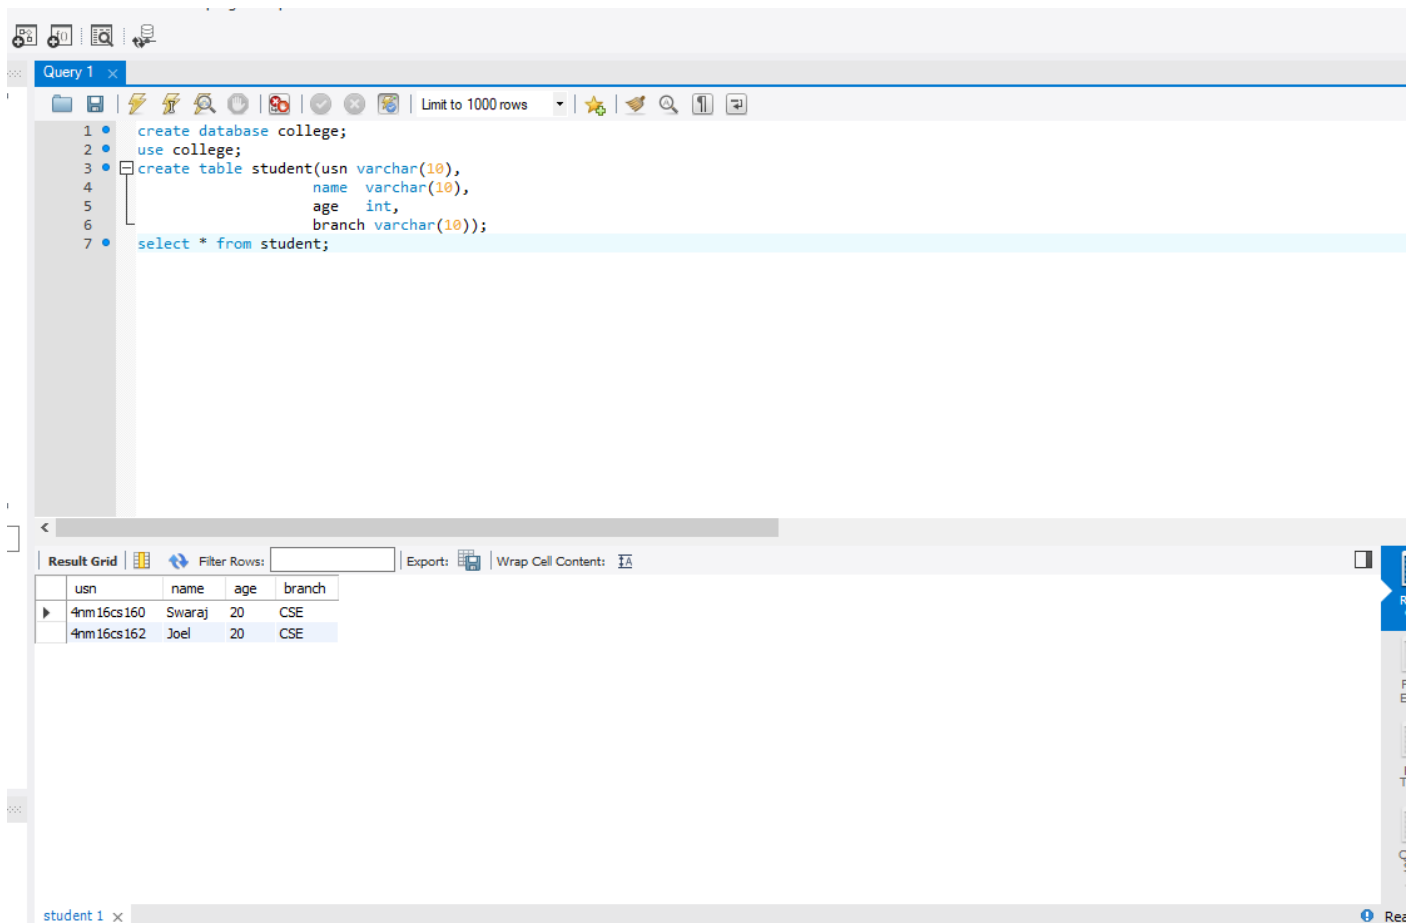 Query 1
Limit to 1000 rows
1 create database college;
2 use college;
3 create table student(usn varchar(10),
4 name varchar(10),
5 age int,
6 branch varchar(10));
7 select * from student;
Result Grid Filter Rows: Export: Wrap Cell Content:
usn name age branch
4nm16cs160 Swaraj 20 CSE
4nm16cs162 Joel 20 CSE
student 1